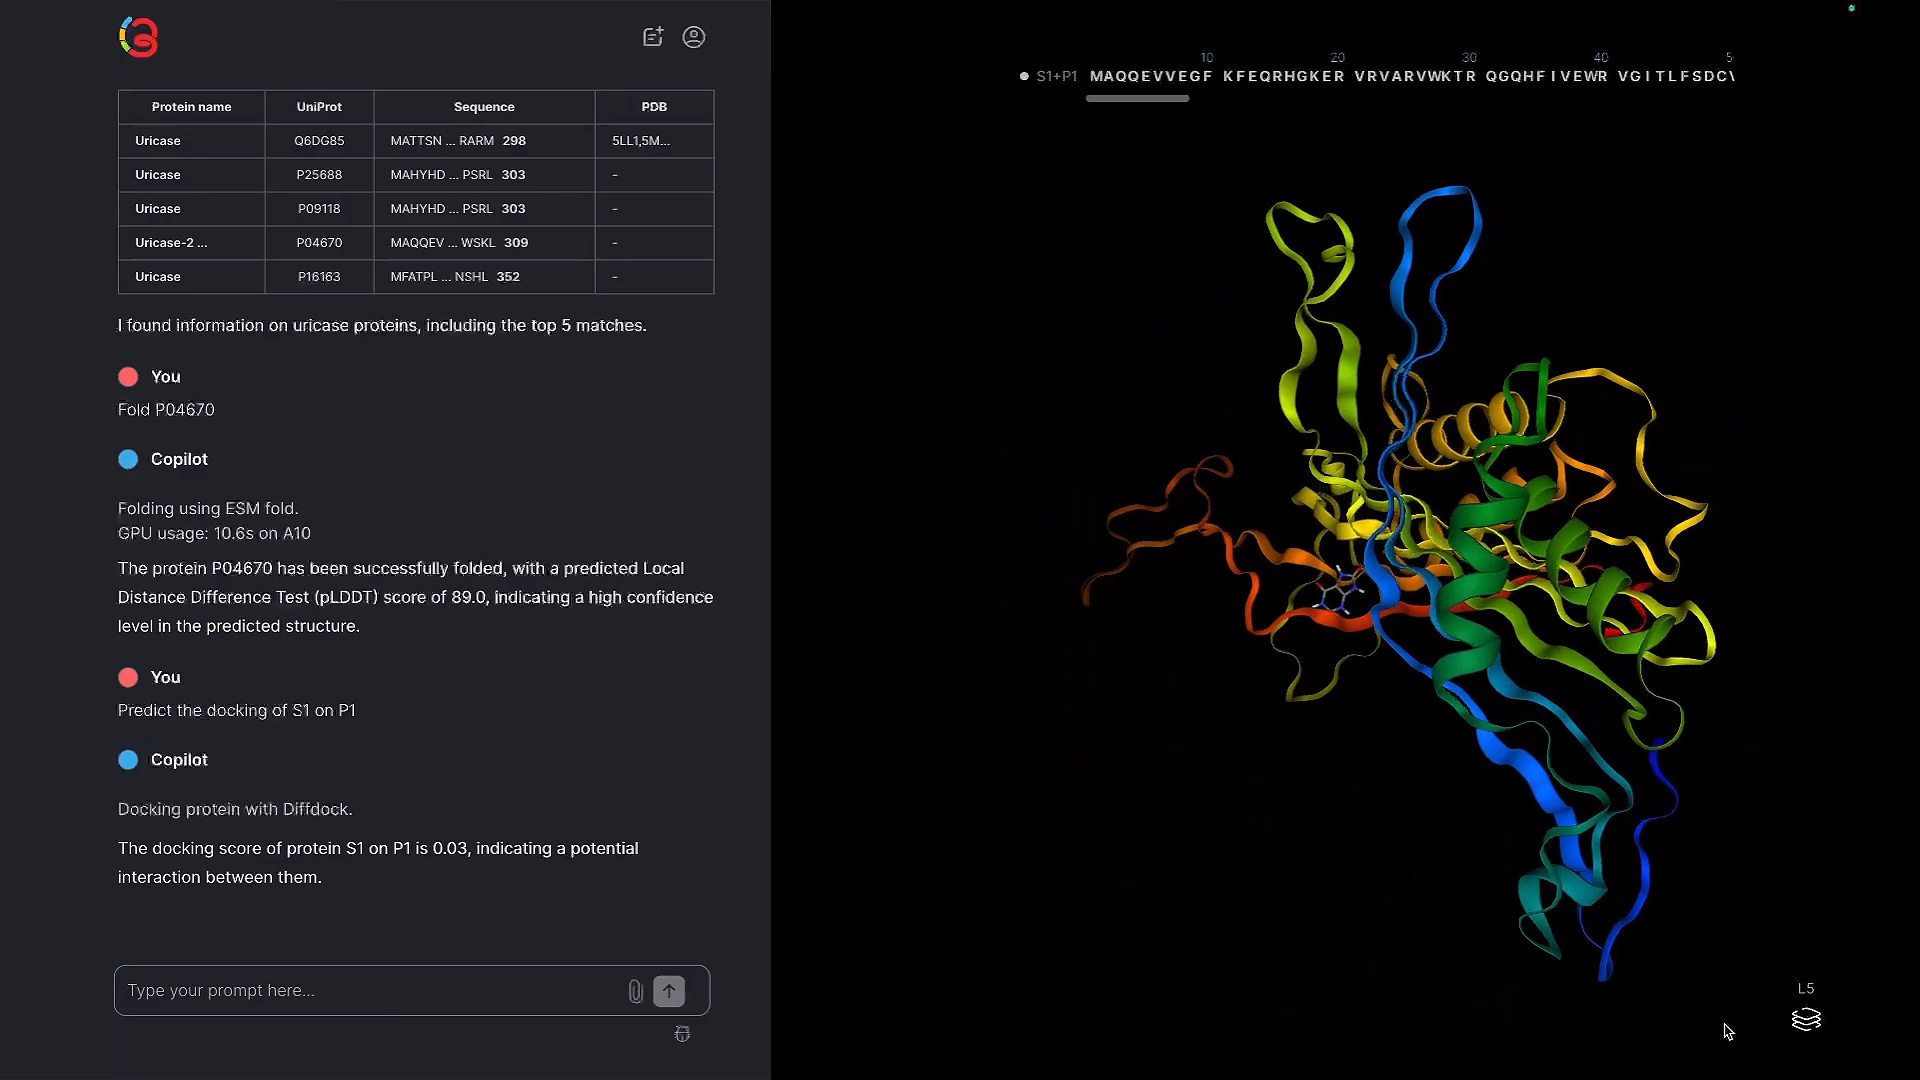 Protein name UniProt Sequence PDB
Uricase Q6DG85 MATTSN ... RARM 298 5LL1,5M...
Uricase P25688 MAHYHD ... PSRL 303 -
Uricase P09118 MAHYHD ... PSRL 303 -
Uricase-2 ... P04670 MAQQEV ... WSKL 309 -
Uricase P16163 MFATPL ... NSHL 352 -
I found information on uricase proteins, including the top 5 matches.
You
Fold P04670
Copilot
Folding using ESM fold.
GPU usage: 10.6s on A10
The protein P04670 has been successfully folded, with a predicted Local
Distance Difference Test (pLDDT) score of 89.0, indicating a high confidence
level in the predicted structure.
You
Predict the docking of S1 on P1
Copilot
Docking protein with Diffdock.
The docking score of protein S1 on P1 is 0.03, indicating a potential
interaction between them.
Type your prompt here...
10 20 30 40
S1+P1 MAQQEVVEGF KFEQRHGKER VRVARVWKTR QGQHFIVEWR VGITLFSDC
L5